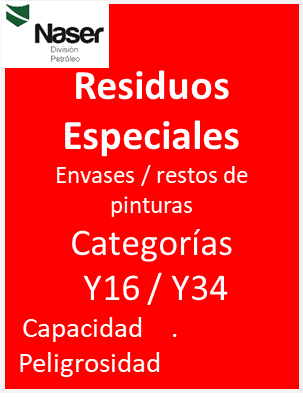 Naser
División
Petróleo
Residuos
Especiales
Envases / restos de
pinturas
Categorías
Y16 / Y34
Capacidad .
Peligrosidad